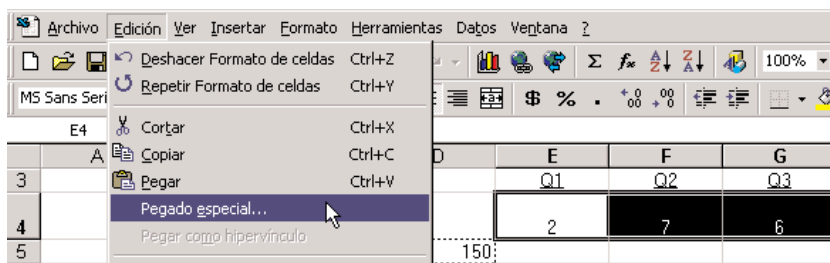 Archivo Edición Ver Insertar Formato Herramientas Datos Ventana ?
Deshacer Formato de celdas Ctrl+Z
Repetir Formato de celdas Ctrl+Y
Cortar Ctrl+X
Copiar Ctrl+C
Pegar Ctrl+V
Pegado especial...
Pegar como hipervínculo
Σ fx A Z Z A 100%
MS Sans Seri $ %
E4
A D E F G
3 Q1 Q2 Q3
4 2 7 6
5 150